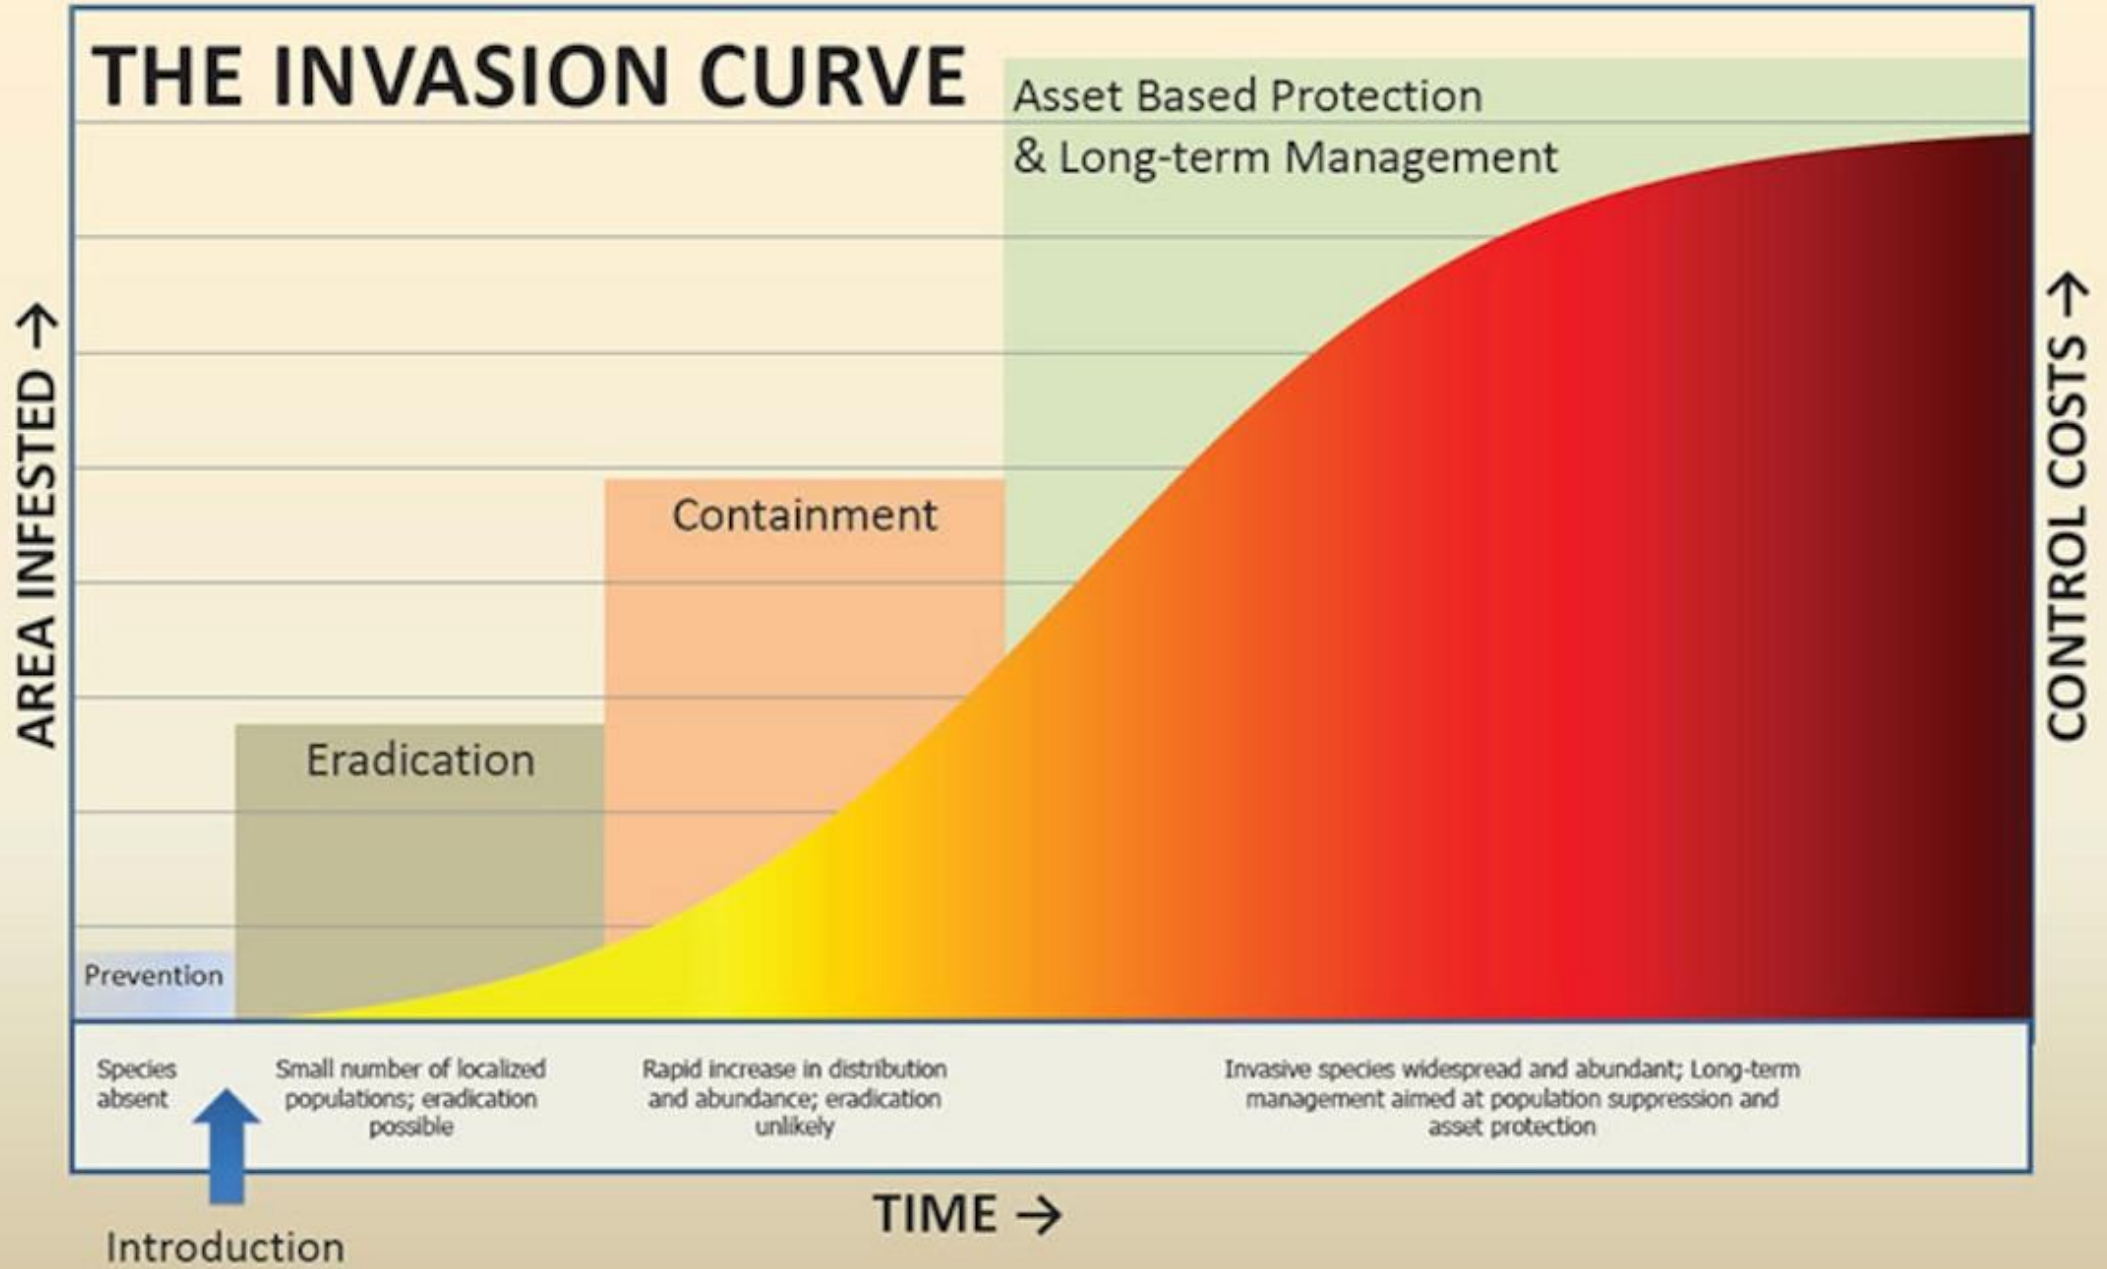 THE INVASION CURVE
Asset Based Protection
& Long-term Management
Containment
Eradication
Prevention
AREA INFESTED →
CONTROL COSTS →
Species
absent
Small number of localized
populations; eradication
possible
Rapid increase in distribution
and abundance; eradication
unlikely
Invasive species widespread and abundant; Long-term
management aimed at population suppression and
asset protection
TIME →
Introduction